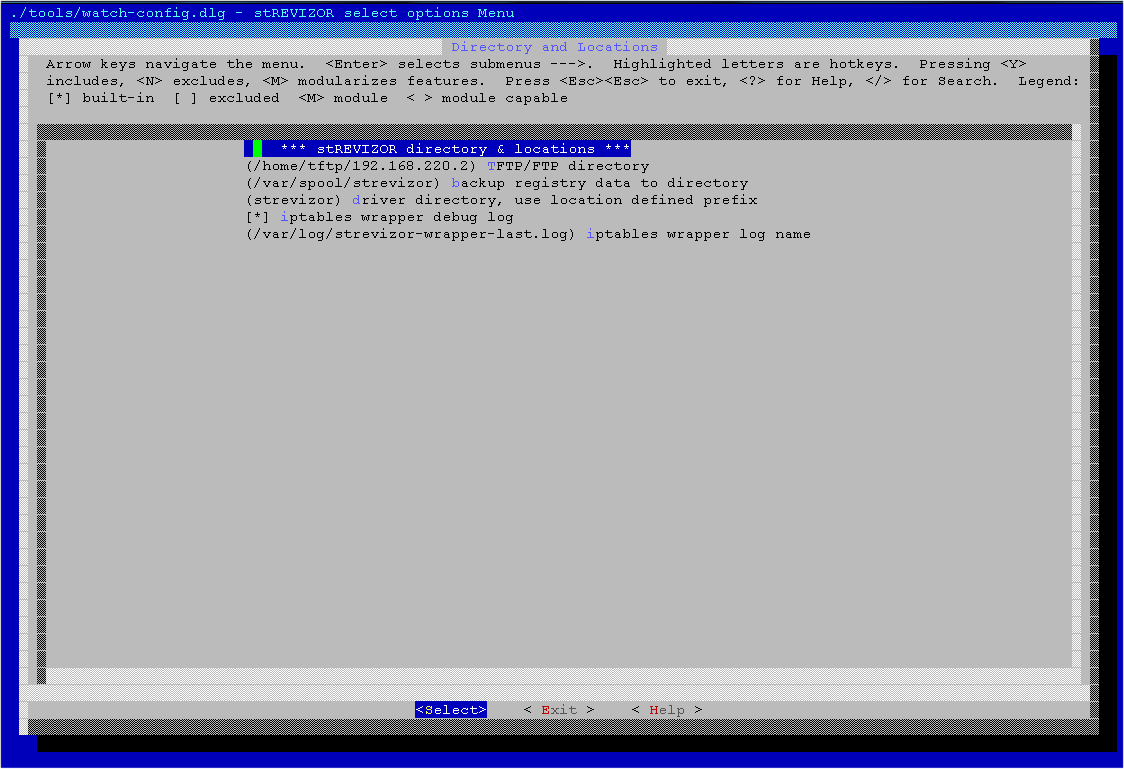 ./tools/watch-config.dlg - stREVIZOR select options Menu
Directory and Locations
Arrow keys navigate the menu.  <Enter> selects submenus --->.  Highlighted letters are hotkeys.  Pressing <Y>
includes, <N> excludes, <M> modularizes features.  Press <Esc><Esc> to exit, <?> for Help, </> for Search.  Legend:
[*] built-in  [ ] excluded  <M> module  < > module capable
*** stREVIZOR directory & locations ***
(/home/tftp/192.168.220.2) TFTP/FTP directory
(/var/spool/strevizor) backup registry data to directory
(strevizor) driver directory, use location defined prefix
[*] iptables wrapper debug log
(/var/log/strevizor-wrapper-last.log) iptables wrapper log name
<Select>    < Exit >    < Help >